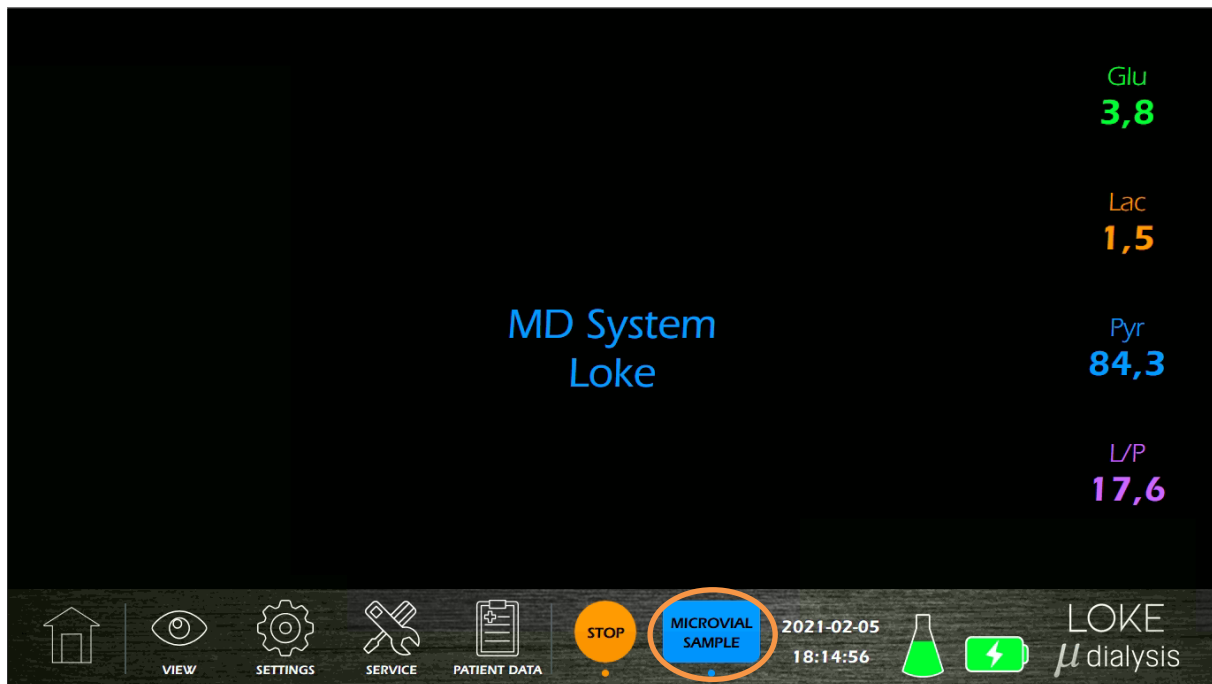 Glu
3,8
Lac
1,5
MD System
Loke
Pyr
84,3
L/P
17,6
VIEW
SETTINGS
SERVICE
PATIENT DATA
STOP
MICROVIAL
SAMPLE
2021-02-05
18:14:56
LOKE
μ dialysis